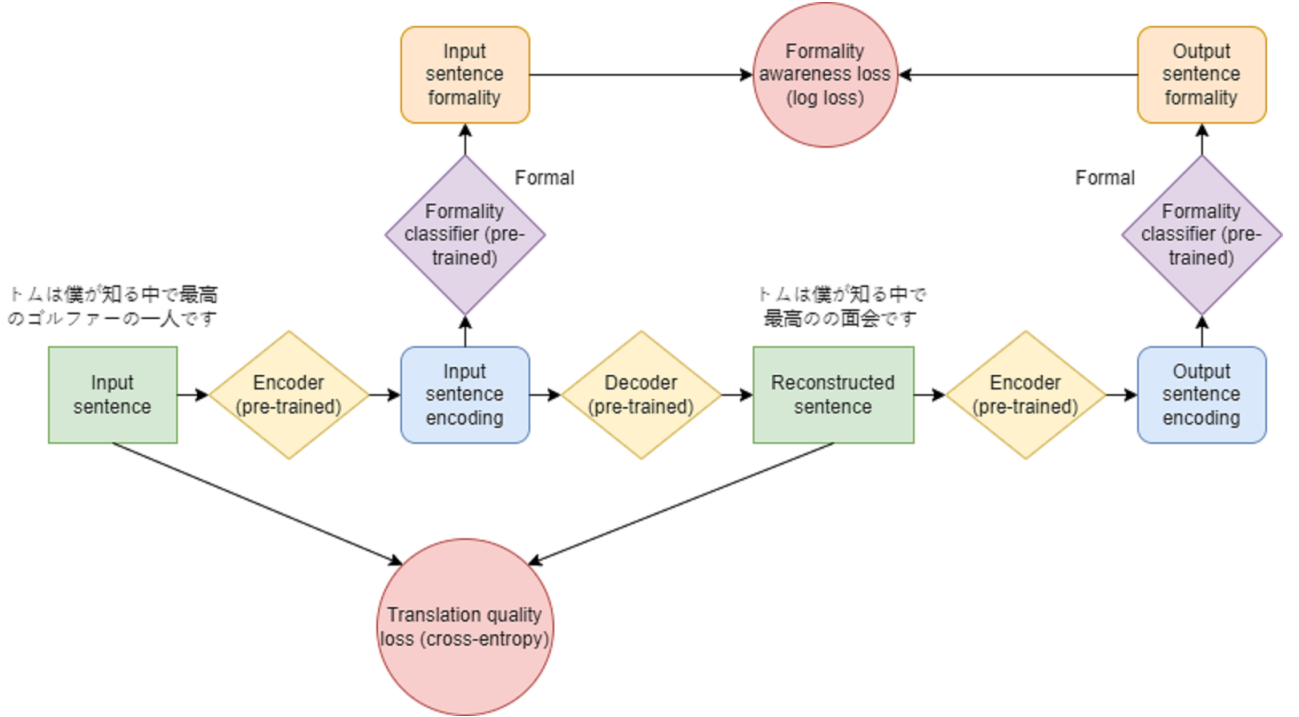 Input
sentence
formality
Formality
awareness loss
(log loss)
Output
sentence
formality
Formal
Formality
classifier (pre-
trained)
Formal
Formality
classifier (pre-
trained)
トムは僕が知る中で最高
のゴルファーの一人です
トムは僕が知る中で
最高のの面会です
Input
sentence
Encoder
(pre-trained)
Input
sentence
encoding
Decoder
(pre-trained)
Reconstructed
sentence
Encoder
(pre-trained)
Output
sentence
encoding
Translation quality
loss (cross-entropy)